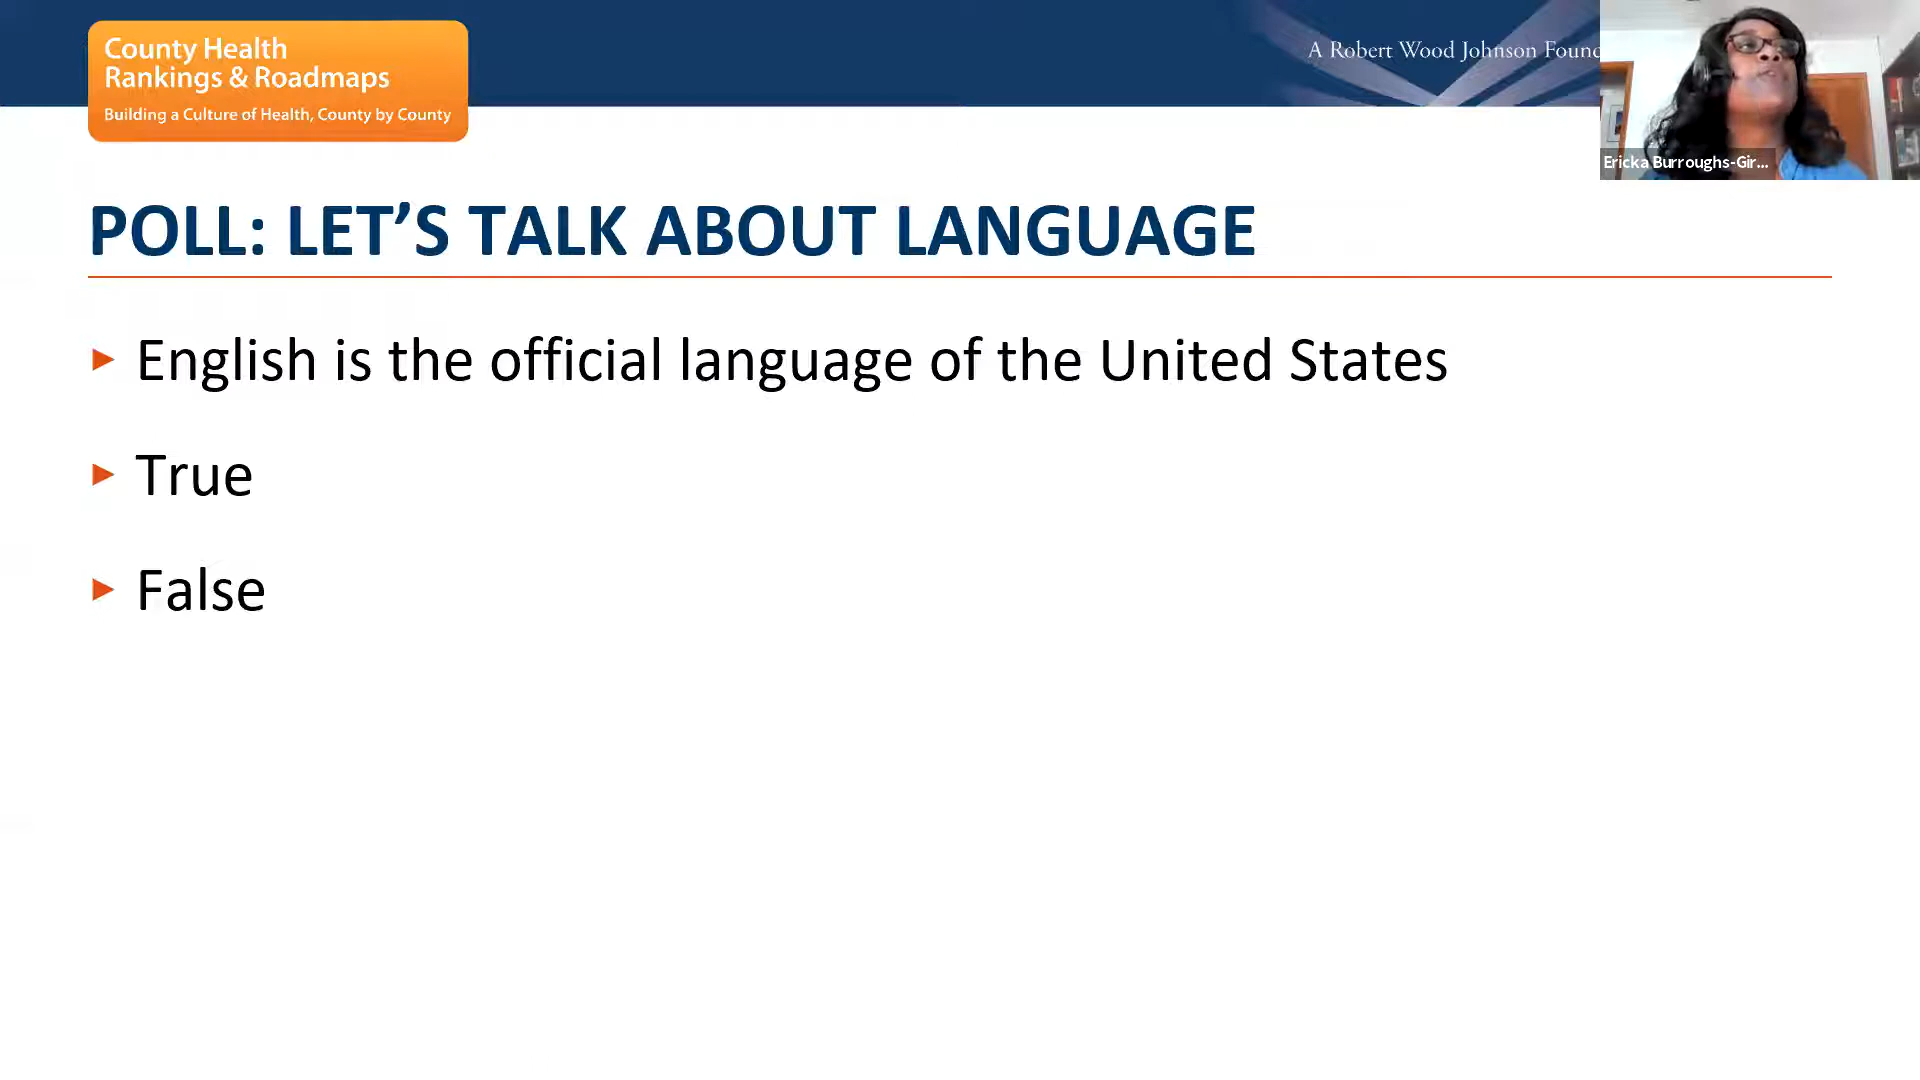 County Health
Rankings & Roadmaps
Building a Culture of Health, County by County
A Robert Wood Johnson
Ericka Burroughs-Gir...
POLL: LET’S TALK ABOUT LANGUAGE
English is the official language of the United States
True
False